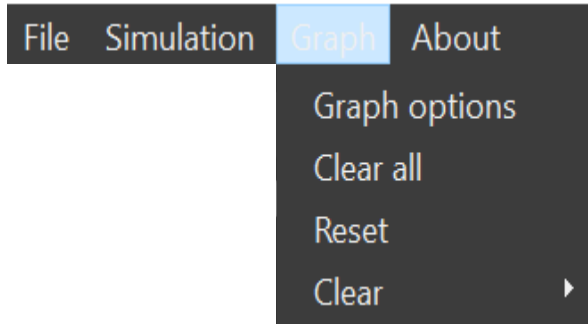 File Simulation Graph About
Graph options
Clear all
Reset
Clear